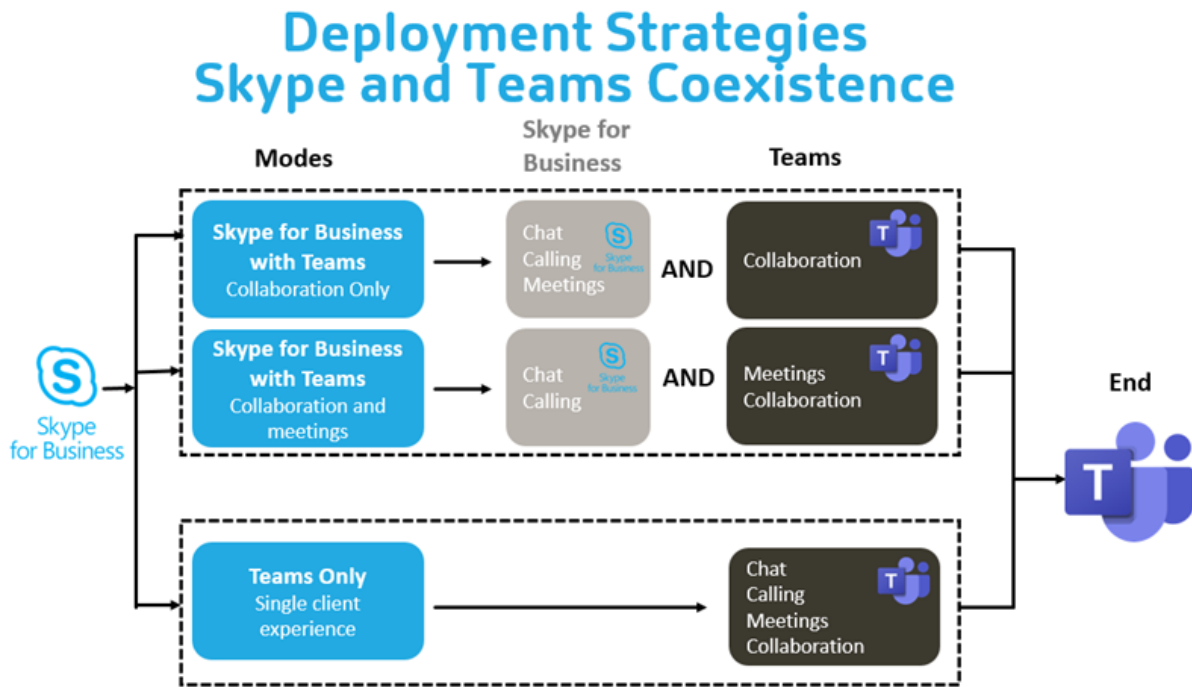 Deployment Strategies
Skype and Teams Coexistence
Modes
Skype for
Business
Teams
Skype for Business
with Teams
Collaboration Only
Chat
Calling
Meetings
S
Skype
for Business
AND
Collaboration
T
Skype for Business
with Teams
Collaboration and
meetings
Chat
Calling
S
Skype
for Business
AND
Meetings
Collaboration
T
S
Skype
for Business
End
T
Teams Only
Single client
experience
Chat
Calling
Meetings
Collaboration
T